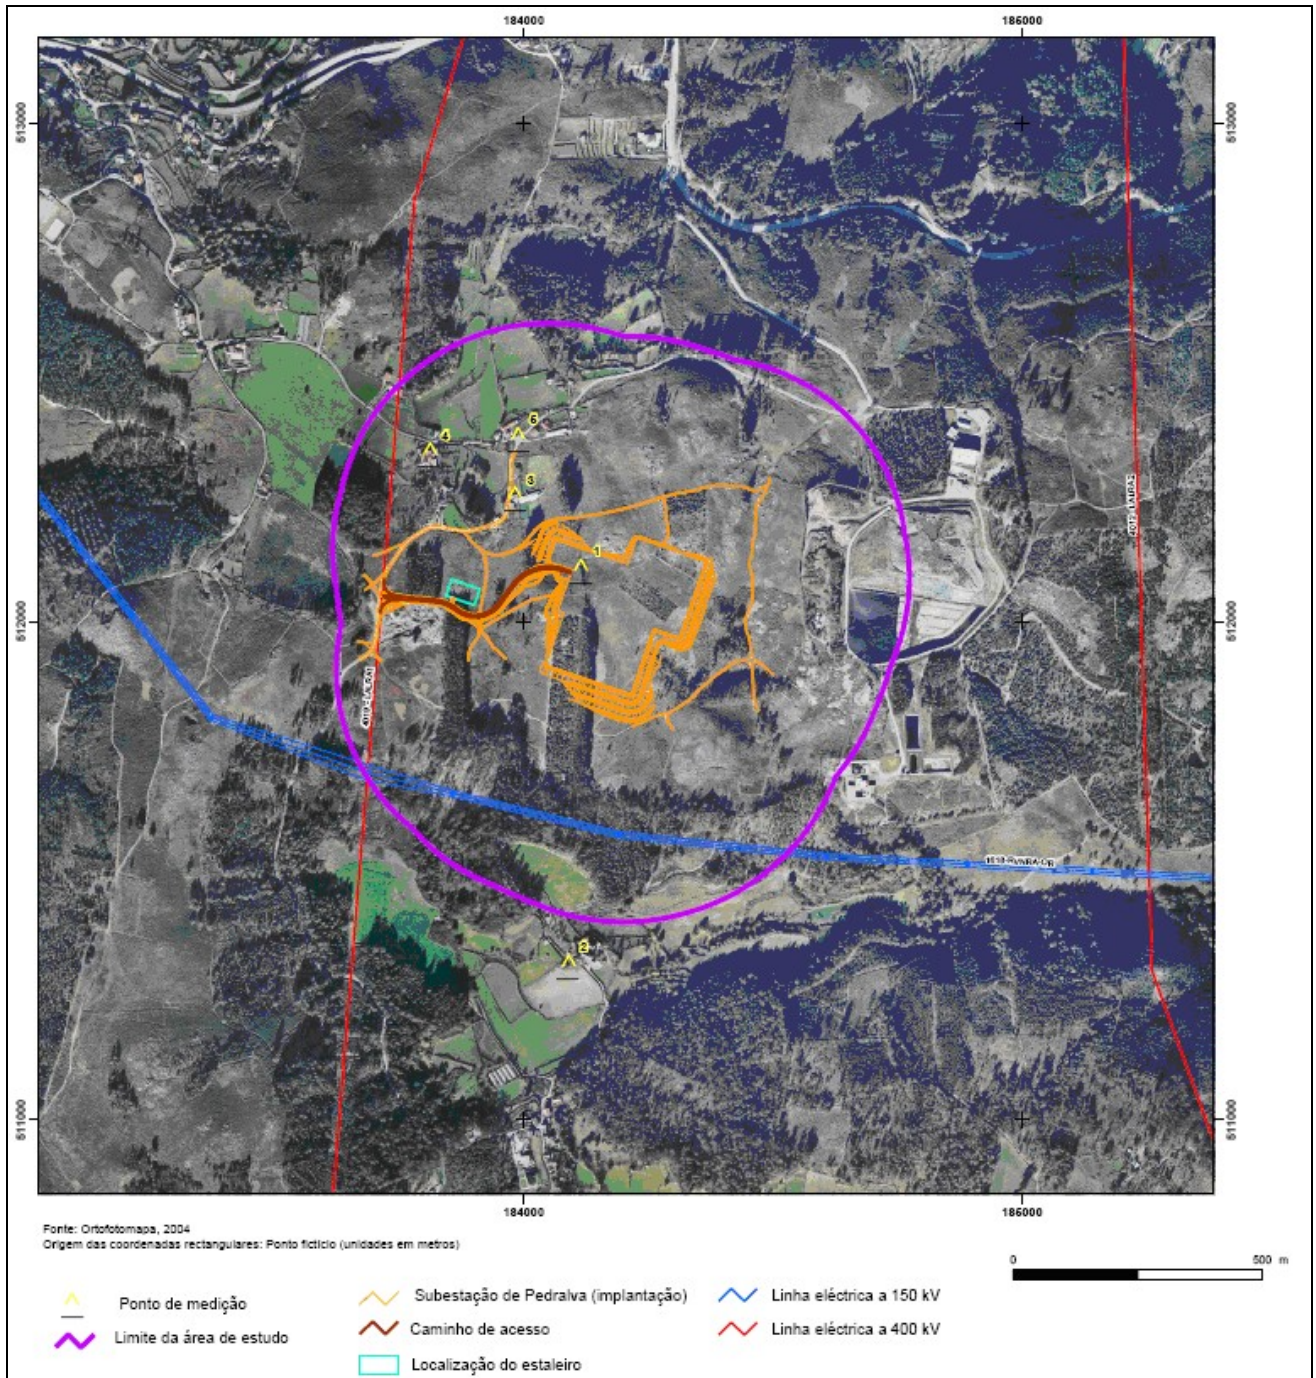 184000
186000
513000
513000
5
4
3
1
512000
512000
2
511000
511000
184000
186000
Fonte: Ortofotomapa, 2004
Origem das coordenadas rectangulares: Ponto fictício (unidades em metros)
0
500 m
Ponto de medição
Limite da área de estudo
Subestação de Pedralva (implantação)
Caminho de acesso
Localização do estaleiro
Linha eléctrica a 150 kV
Linha eléctrica a 400 kV